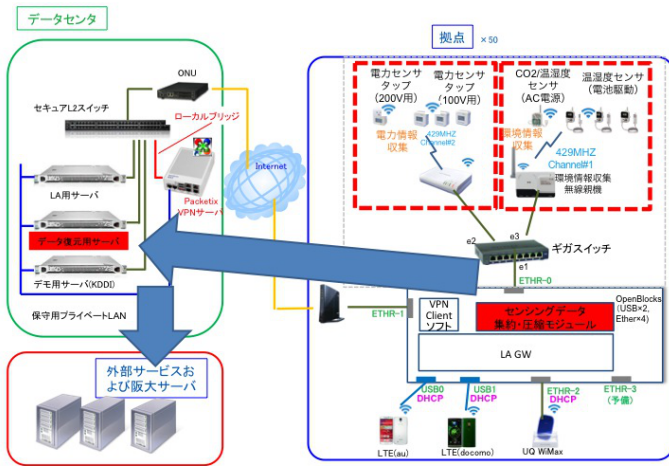 データセンタ
ONU
セキュアL2スイッチ
ローカルブリッジ
Packetix
VPNサーバ
LA用サーバ
データ復元用サーバ
デモ用サーバ(KDDI)
保守用プライベートLAN
外部サービスおよび阪大サーバ
Internet
拠点 ×50
電力センサ
タップ
(200V用)
電力センサ
タップ
(100V用)
電力情報
収集
429MHZ
Channel#2
CO2/温湿度
センサ
(AC電源)
温湿度センサ
(電池駆動)
環境情報
収集
429MHZ
Channel#1
環境情報収集
無線親機
e2
e3
ギガスイッチ
e1
ETHR-0
ETHR-1
VPN
Client
ソフト
センシングデータ
集約・圧縮モジュール
OpenBlocks
(USB×2,
Ether×4)
LA GW
USB0
DHCP
USB1
DHCP
ETHR-2
DHCP
ETHR-3
(予備)
LTE(au)
LTE(docomo)
UQ WiMax